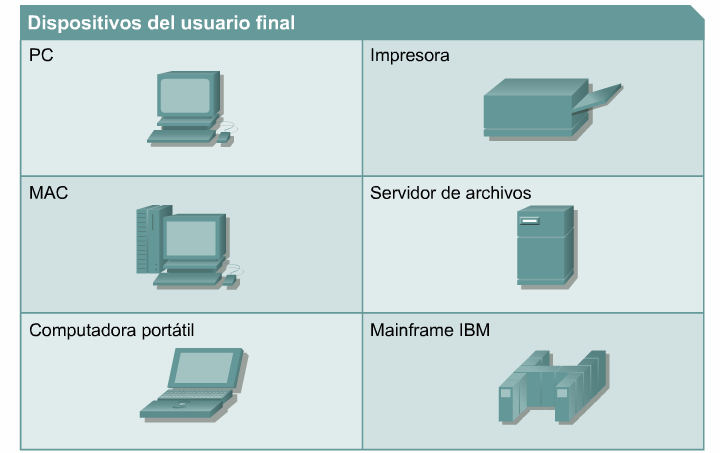 Dispositivos del usuario final
PC
Impresora
MAC
Servidor de archivos
Computadora portátil
Mainframe IBM